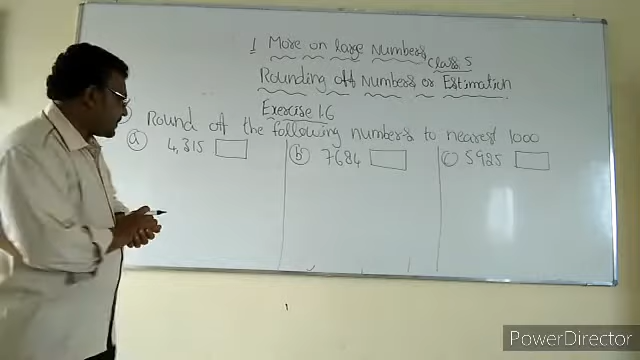 1 More on large Numbers
Class 5
Rounding off Numbers or Estimation
Exercise 1.6
Round off the following numbers to nearest 1000
a 4,315
b 7684
c 5985
PowerDirector